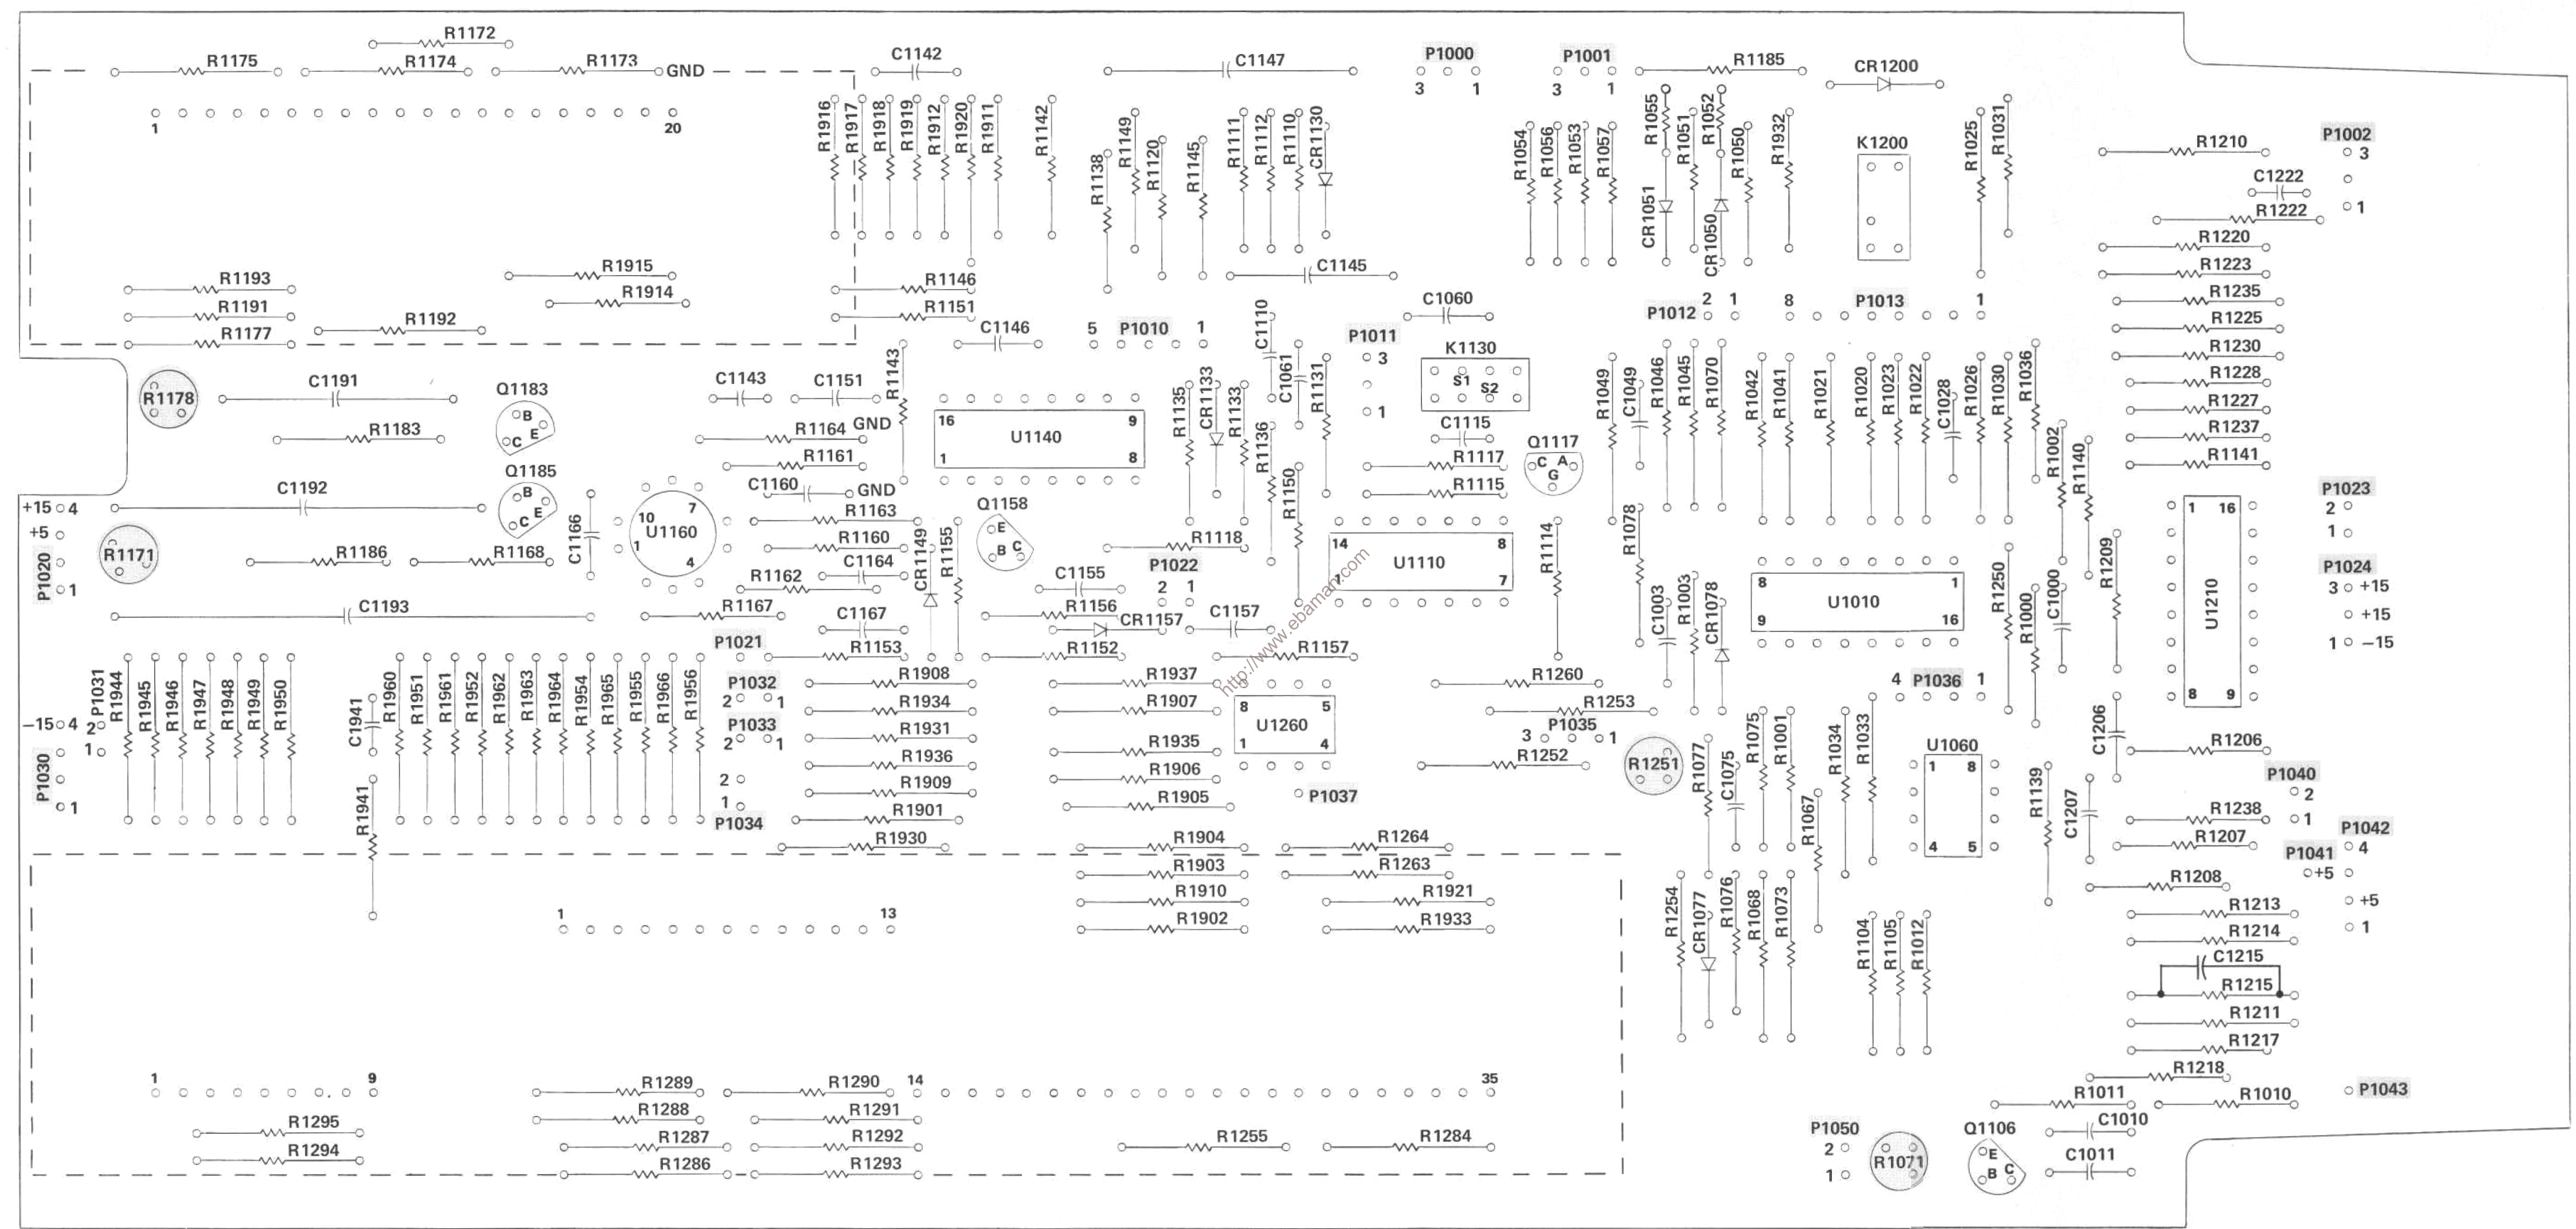 R1172
R1175
R1174
R1173
GND
C1142
C1147
P1000
3 1
P1001
3 1
R1185
CR1200
1
20
R1916
R1917
R1918
R1919
R1912
R1920
R1911
R1142
R1138
R1149
R1120
R1145
R1111
R1112
R1110
CR1130
R1054
R1056
R1053
R1057
R1055
CR1051
R1051
R1052
CR1050
R1050
R1932
K1200
R1025
R1031
R1210
P1002
3
C1222
1
R1222
R1220
R1223
R1235
R1225
R1230
R1228
R1227
R1237
R1141
R1193
R1191
R1177
R1192
R1915
R1914
R1146
R1151
C1146
C1145
5 P1010 1
C1110
C1061
R1131
P1011
3
1
C1060
K1130
S1
S2
P1012
2 1
8 P1013 1
R1178
C1191
R1183
Q1183
B
E
C
C1143
C1151
R1143
R1164
GND
R1161
16 9
U1140
1 8
R1135
CR1133
R1133
R1136
R1150
C1115
R1117
R1115
Q1117
C A
G
R1049
C1049
R1046
R1045
R1070
R1042
R1041
R1021
R1020
R1023
R1022
C1028
R1026
R1030
R1036
R1002
R1140
C1192
Q1185
B
E
C
C1160
GND
R1163
R1160
C1164
R1162
+15 4
+5
P1020
1
R1171
R1186
R1168
C1166
10 7
U1160
1
4
CR1149
R1155
Q1158
E
B C
R1118
P1022
2 1
C1155
R1156
CR1157
C1157
R1152
R1157
14 8
U1110
1 7
R1114
R1078
C1003
R1003
CR1078
8 1
U1010
9 16
R1250
R1000
C1000
R1209
1 16
U1210
8 9
P1023
2
1
P1024
3 +15
+15
1 −15
C1193
R1167
C1167
P1021
R1153
P1031
R1944
R1945
R1946
R1947
R1948
R1949
R1950
−15 4
2
1
P1030
1
C1941
R1941
R1960
R1951
R1961
R1952
R1962
R1963
R1964
R1954
R1965
R1955
R1966
R1956
P1032
2 1
P1033
2 1
2
1
P1034
R1908
R1934
R1931
R1936
R1909
R1901
R1930
R1937
R1907
R1935
R1906
R1905
R1904
R1903
R1910
R1902
8 5
U1260
1 4
P1037
R1260
R1253
P1035
3 1
R1252
R1251
R1264
R1263
R1921
R1933
R1077
C1075
R1075
R1001
R1067
R1034
R1033
4 P1036 1
U1060
1 8
4 5
R1139
C1206
C1207
R1206
P1040
2
1
R1238
R1207
P1042
4
P1041
+5
+5
1
R1208
R1213
R1214
C1215
R1215
R1211
R1217
R1218
R1254
CR1077
R1076
R1068
R1073
R1104
R1105
R1012
1 13
1 9
R1295
R1294
R1289
R1288
R1287
R1286
R1290
R1291
R1292
R1293
14 35
R1255
R1284
R1011
R1010
P1043
C1010
C1011
P1050
2
1
R1071
Q1106
E
B C
http://www.ebaman.com